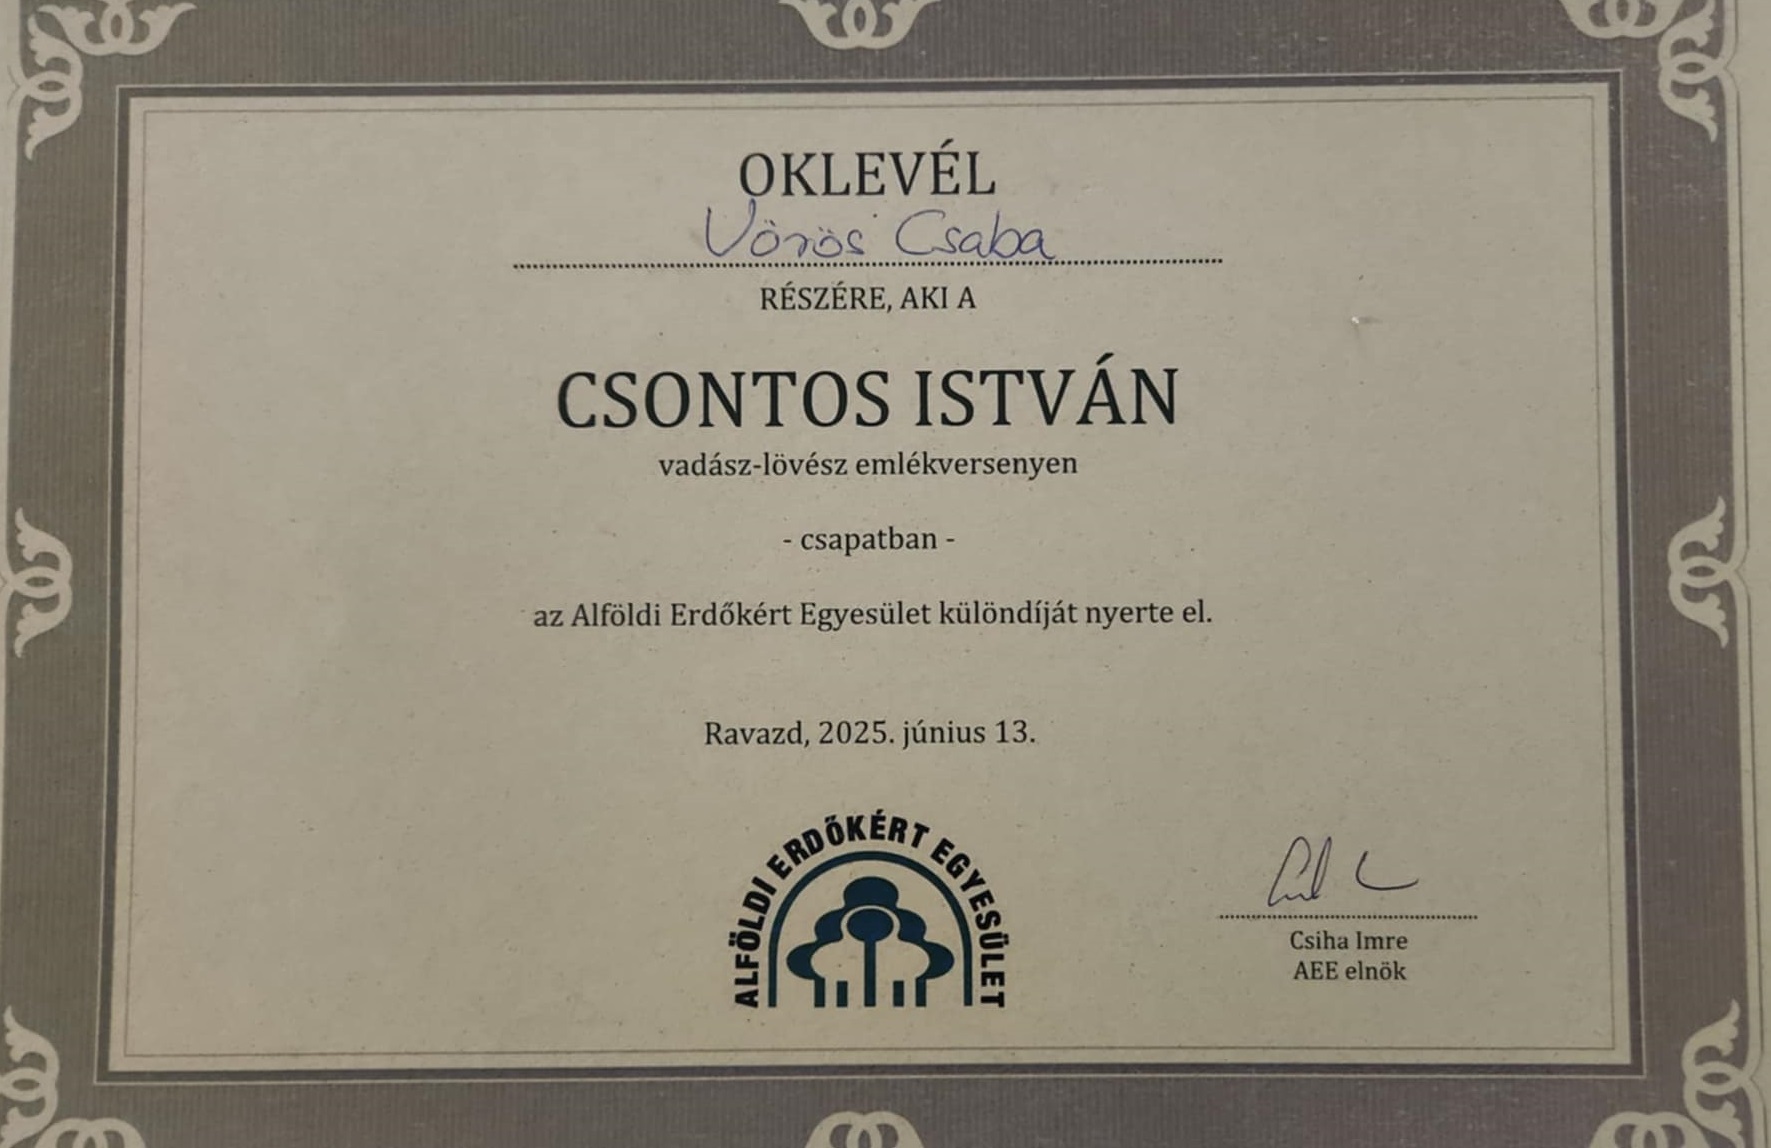 OKLEVÉL
Vörös Csaba
RÉSZÉRE, AKI A
CSONTOS ISTVÁN
vadász-lövész emlékversenyen
- csapatban -
az Alföldi Erdőkért Egyesület különdíját nyerte el.
Ravazd, 2025. június 13.
ALFÖLDI ERDŐKÉRT EGYESÜLET
Csiha Imre
AEE elnök